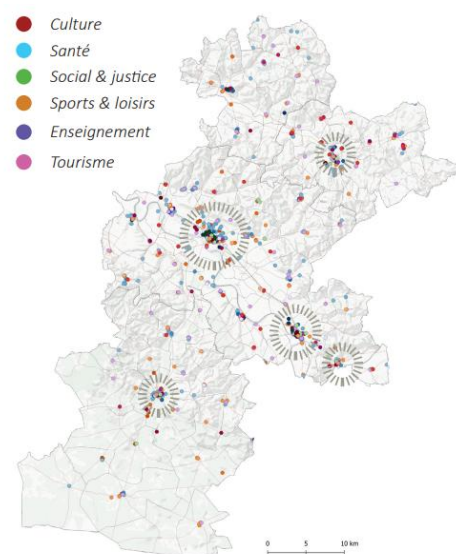 Culture
Santé
Social & justice
Sports & loisirs
Enseignement
Tourisme
0 5 10 km